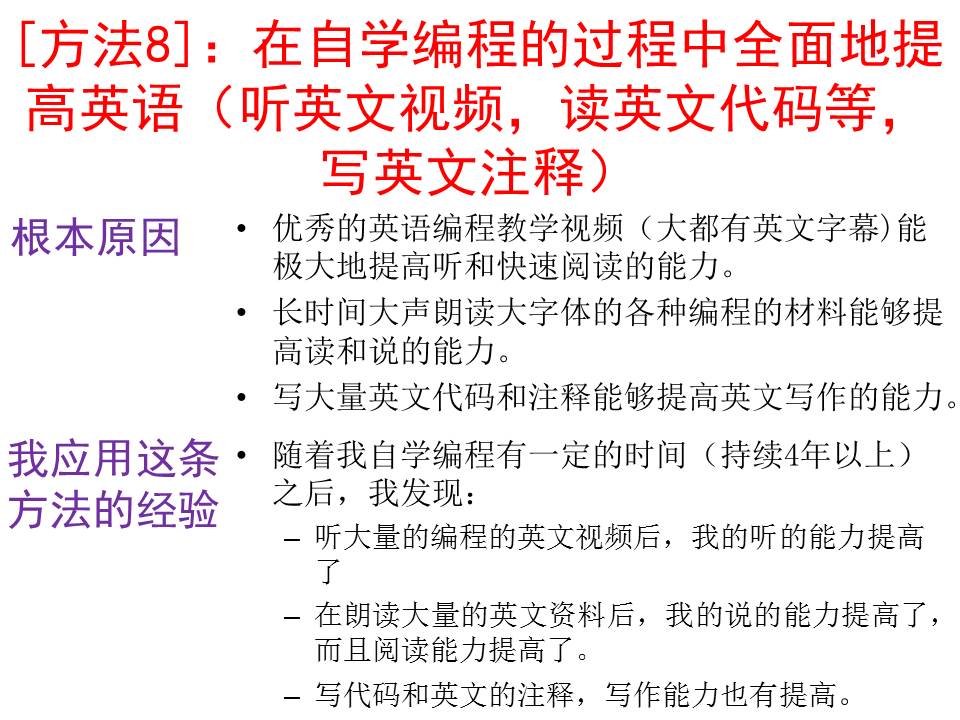 [方法8]：在自学编程的过程中全面地提
高英语（听英文视频，读英文代码等，
写英文注释）
根本原因
• 优秀的英语编程教学视频（大都有英文字幕)能
极大地提高听和快速阅读的能力。
• 长时间大声朗读大字体的各种编程的材料能够提
高读和说的能力。
• 写大量英文代码和注释能够提高英文写作的能力。
我应用这条
方法的经验
• 随着我自学编程有一定的时间（持续4年以上）
之后，我发现：
– 听大量的编程的英文视频后，我的听的能力提高
了
– 在朗读大量的英文资料后，我的说的能力提高了，
而且阅读能力提高了。
– 写代码和英文的注释，写作能力也有提高。